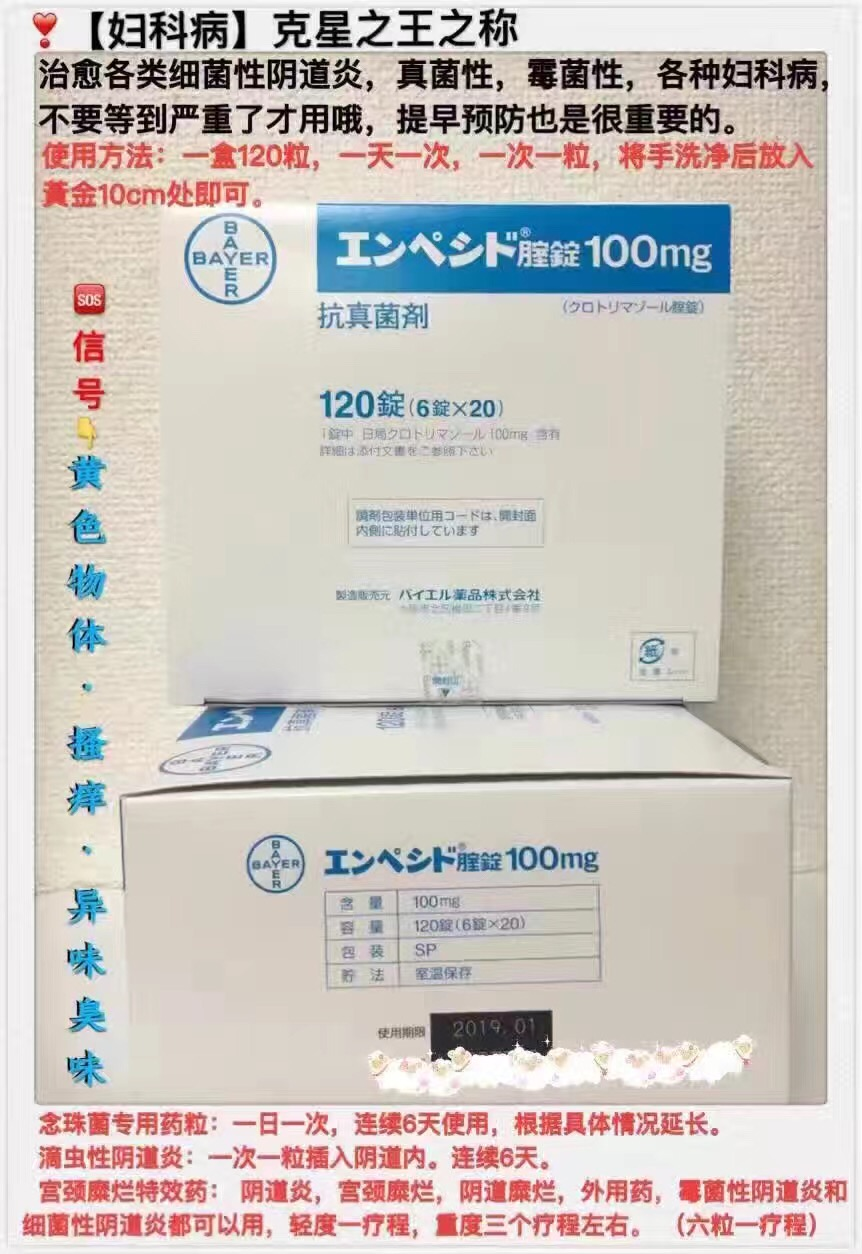 【妇科病】克星之王之称
治愈各类细菌性阴道炎，真菌性，霉菌性，各种妇科病，
不要等到严重了才用哦，提早预防也是很重要的。
使用方法：一盒120粒，一天一次，一次一粒，将手洗净后放入
黃金10cm处即可。
SOS
信号
黄色物体·搔痒·异味臭味
BAYER
BAYER
エンペシド®腟錠100mg
抗真菌剤
(クロトリマゾール腟錠)
120錠(6錠×20)
1錠中 日局クロトリマゾール 100mg 含有
詳細は添付文書をご参照下さい
調剤包装単位用コードは、開封面
内側に貼付しています
製造販売元 バイエル薬品株式会社
紙
開封口
エンペ
BAYER
BAYER
エンペシド®腟錠100mg
含量 100mg
容量 120錠(6錠×20)
包装 SP
貯法 室温保存
使用期限 2019.01
念珠菌专用药粒：一日一次，连续6天使用，根据具体情况延长。
滴虫性阴道炎：一次一粒插入阴道内。连续6天。
宫颈糜烂特效药： 阴道炎，宫颈糜烂，阴道糜烂，外用药，霉菌性阴道炎和
细菌性阴道炎都可以用，轻度一疗程，重度三个疗程左右。（六粒一疗程）